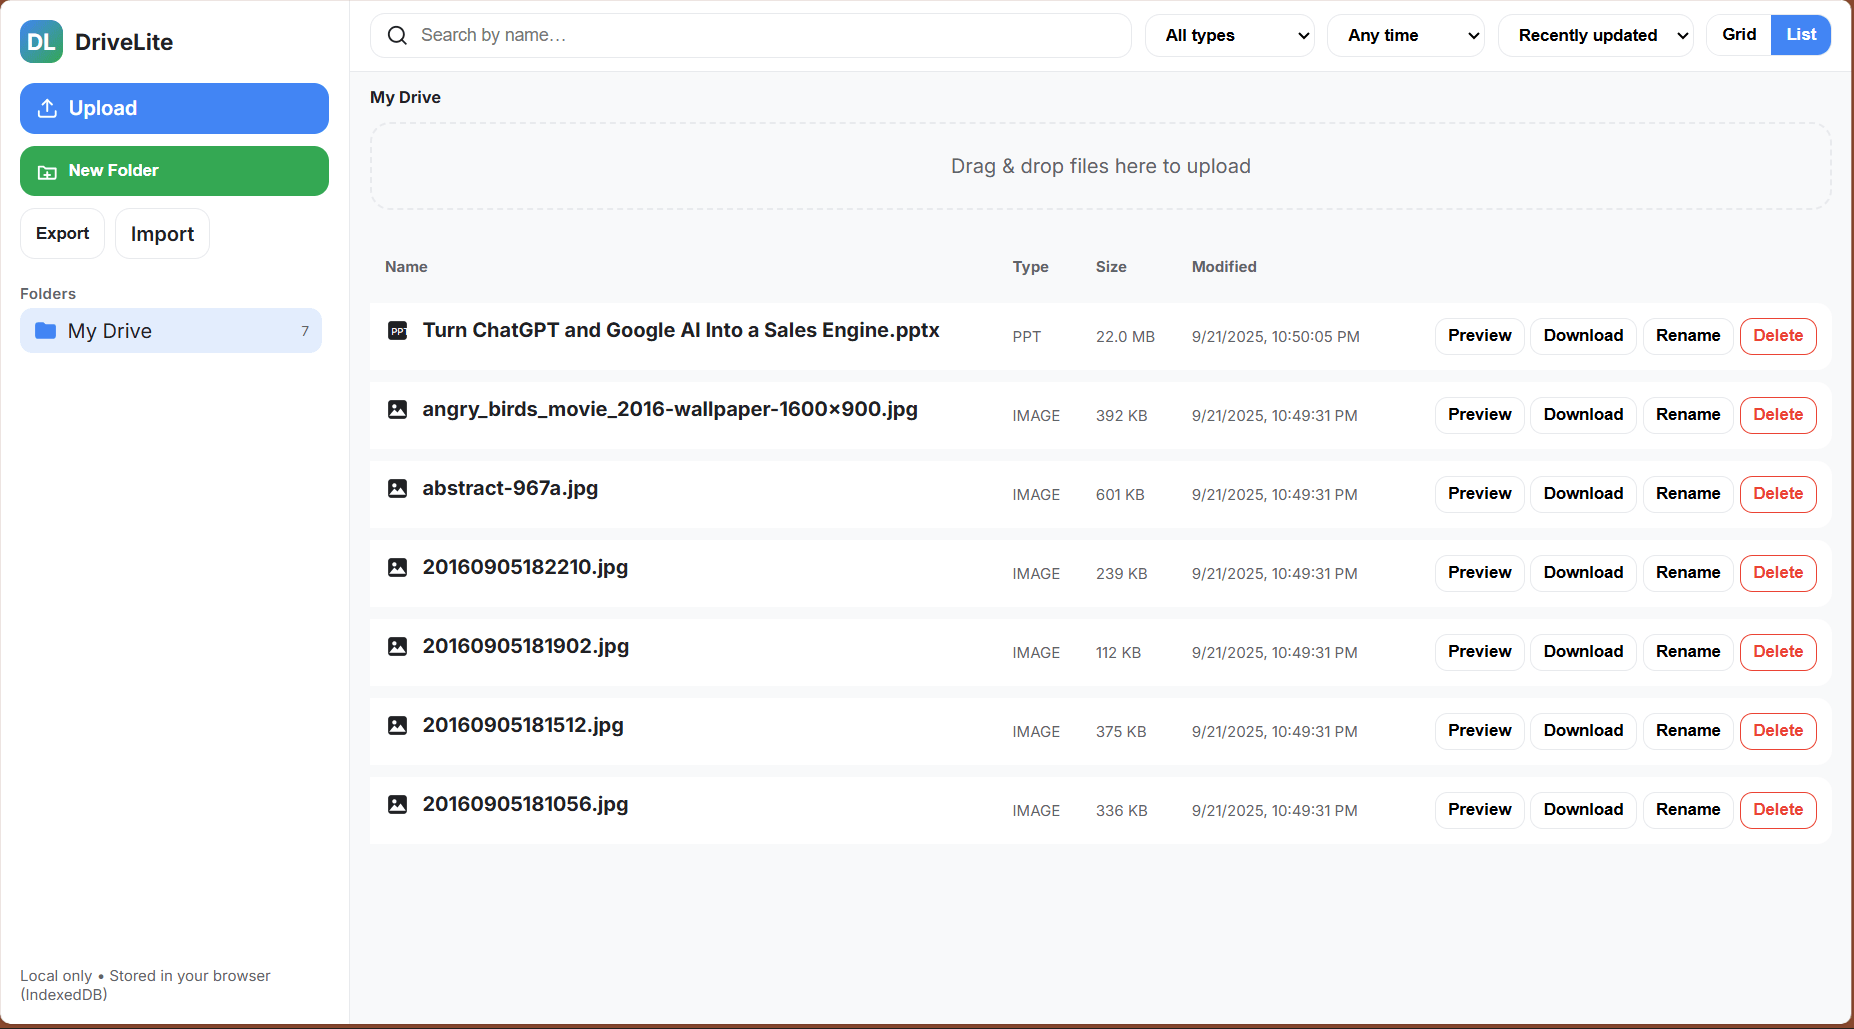 DL DriveLite
Upload
New Folder
Export Import
Folders
My Drive 7
Local only • Stored in your browser
(IndexedDB)
Search by name…
All types
Any time
Recently updated
Grid List
My Drive
Drag & drop files here to upload
Name Type Size Modified
PPT Turn ChatGPT and Google AI Into a Sales Engine.pptx PPT 22.0 MB 9/21/2025, 10:50:05 PM Preview Download Rename Delete
angry_birds_movie_2016-wallpaper-1600×900.jpg IMAGE 392 KB 9/21/2025, 10:49:31 PM Preview Download Rename Delete
abstract-967a.jpg IMAGE 601 KB 9/21/2025, 10:49:31 PM Preview Download Rename Delete
20160905182210.jpg IMAGE 239 KB 9/21/2025, 10:49:31 PM Preview Download Rename Delete
20160905181902.jpg IMAGE 112 KB 9/21/2025, 10:49:31 PM Preview Download Rename Delete
20160905181512.jpg IMAGE 375 KB 9/21/2025, 10:49:31 PM Preview Download Rename Delete
20160905181056.jpg IMAGE 336 KB 9/21/2025, 10:49:31 PM Preview Download Rename Delete